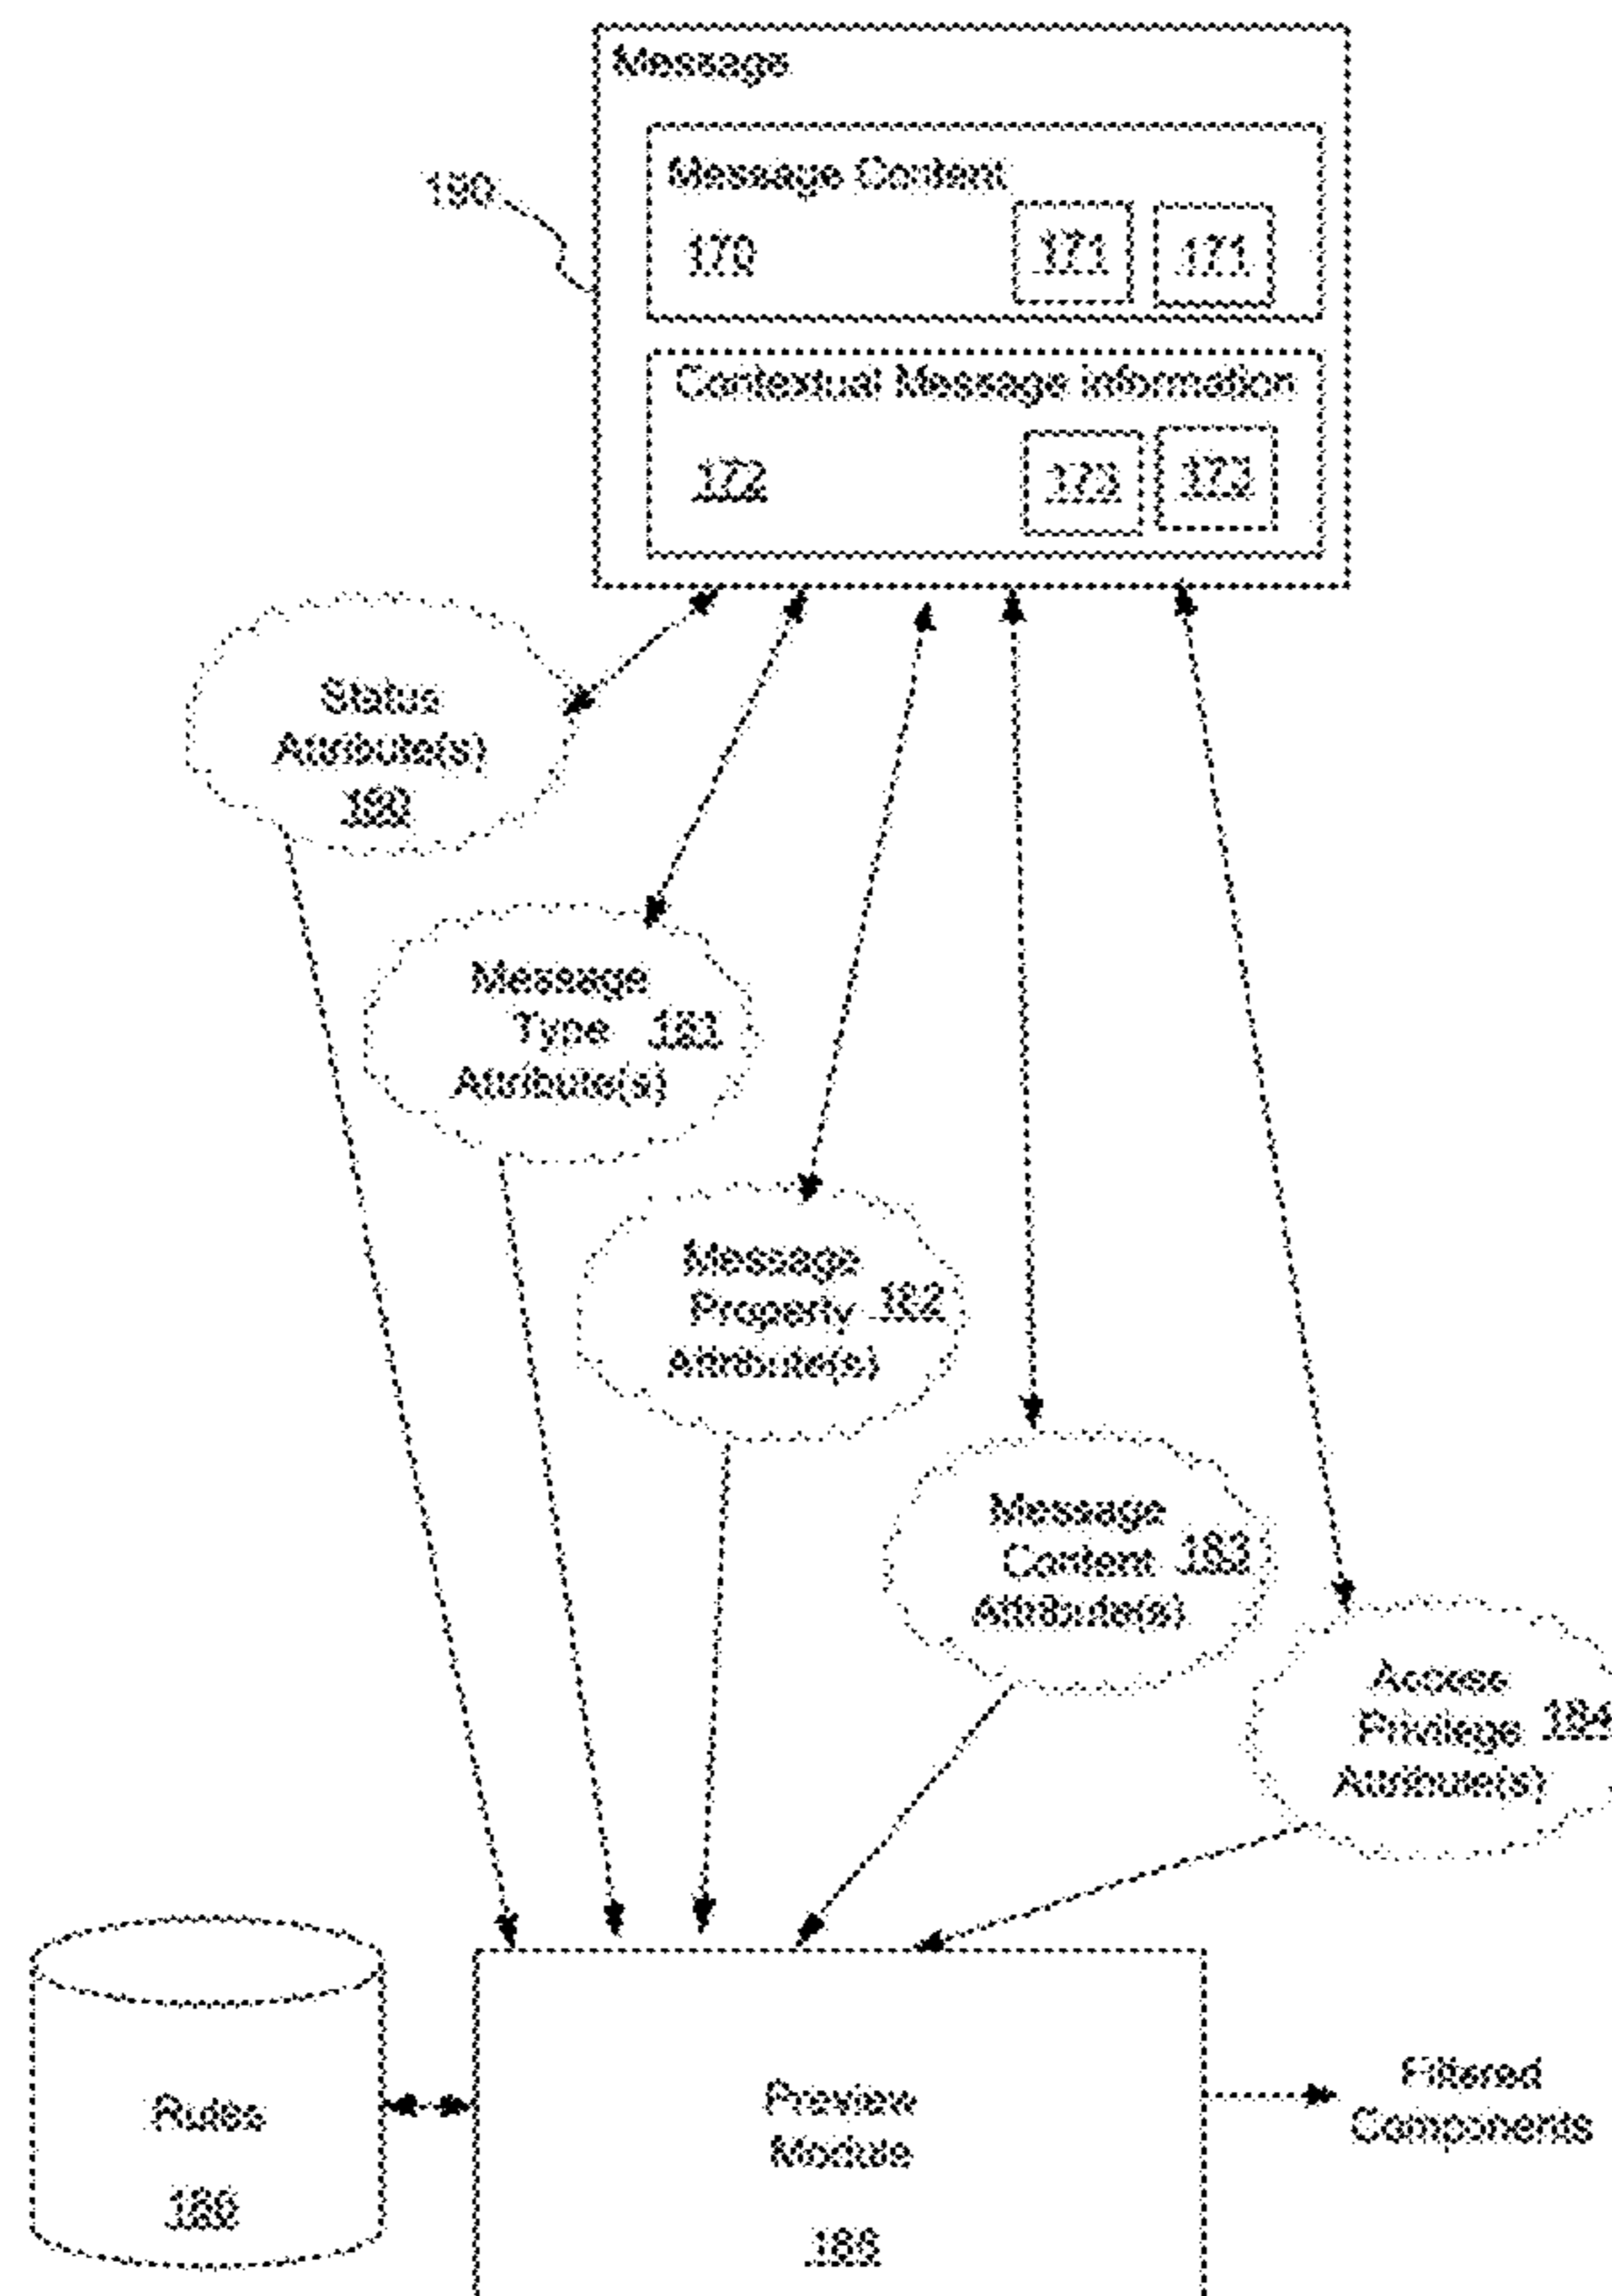 Message
Message Content
190
170
171
171
Contextual Message information
172
173
173
Status
Attribute(s)
180
Message
Type 181
Attribute(s)
Message
Property 182
Attribute(s)
Message
Content 183
Attribute(s)
Access
Privilege 184
Attribute(s)
Rules
Preview
Module
Filtered
Components